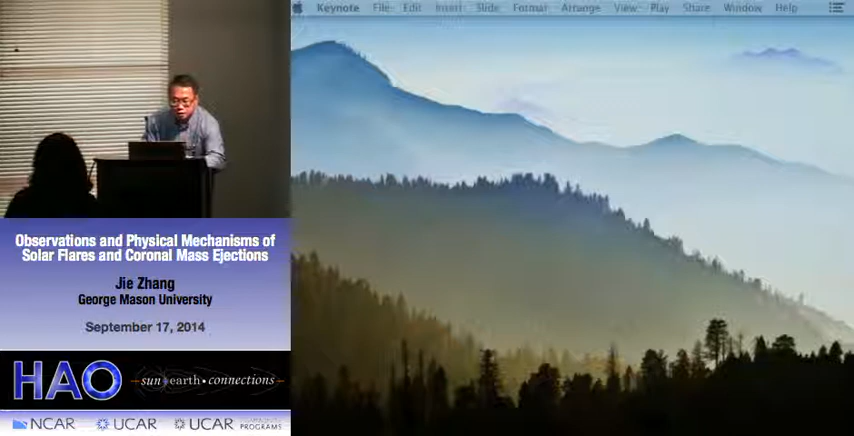 Keynote File Edit Insert Slide Format Arrange View Play Share Window Help
Observations and Physical Mechanisms of
Solar Flares and Coronal Mass Ejections
Jie Zhang
George Mason University
September 17, 2014
HAO
sun earth • connections
NCAR UCAR UCAR
PROGRAMS